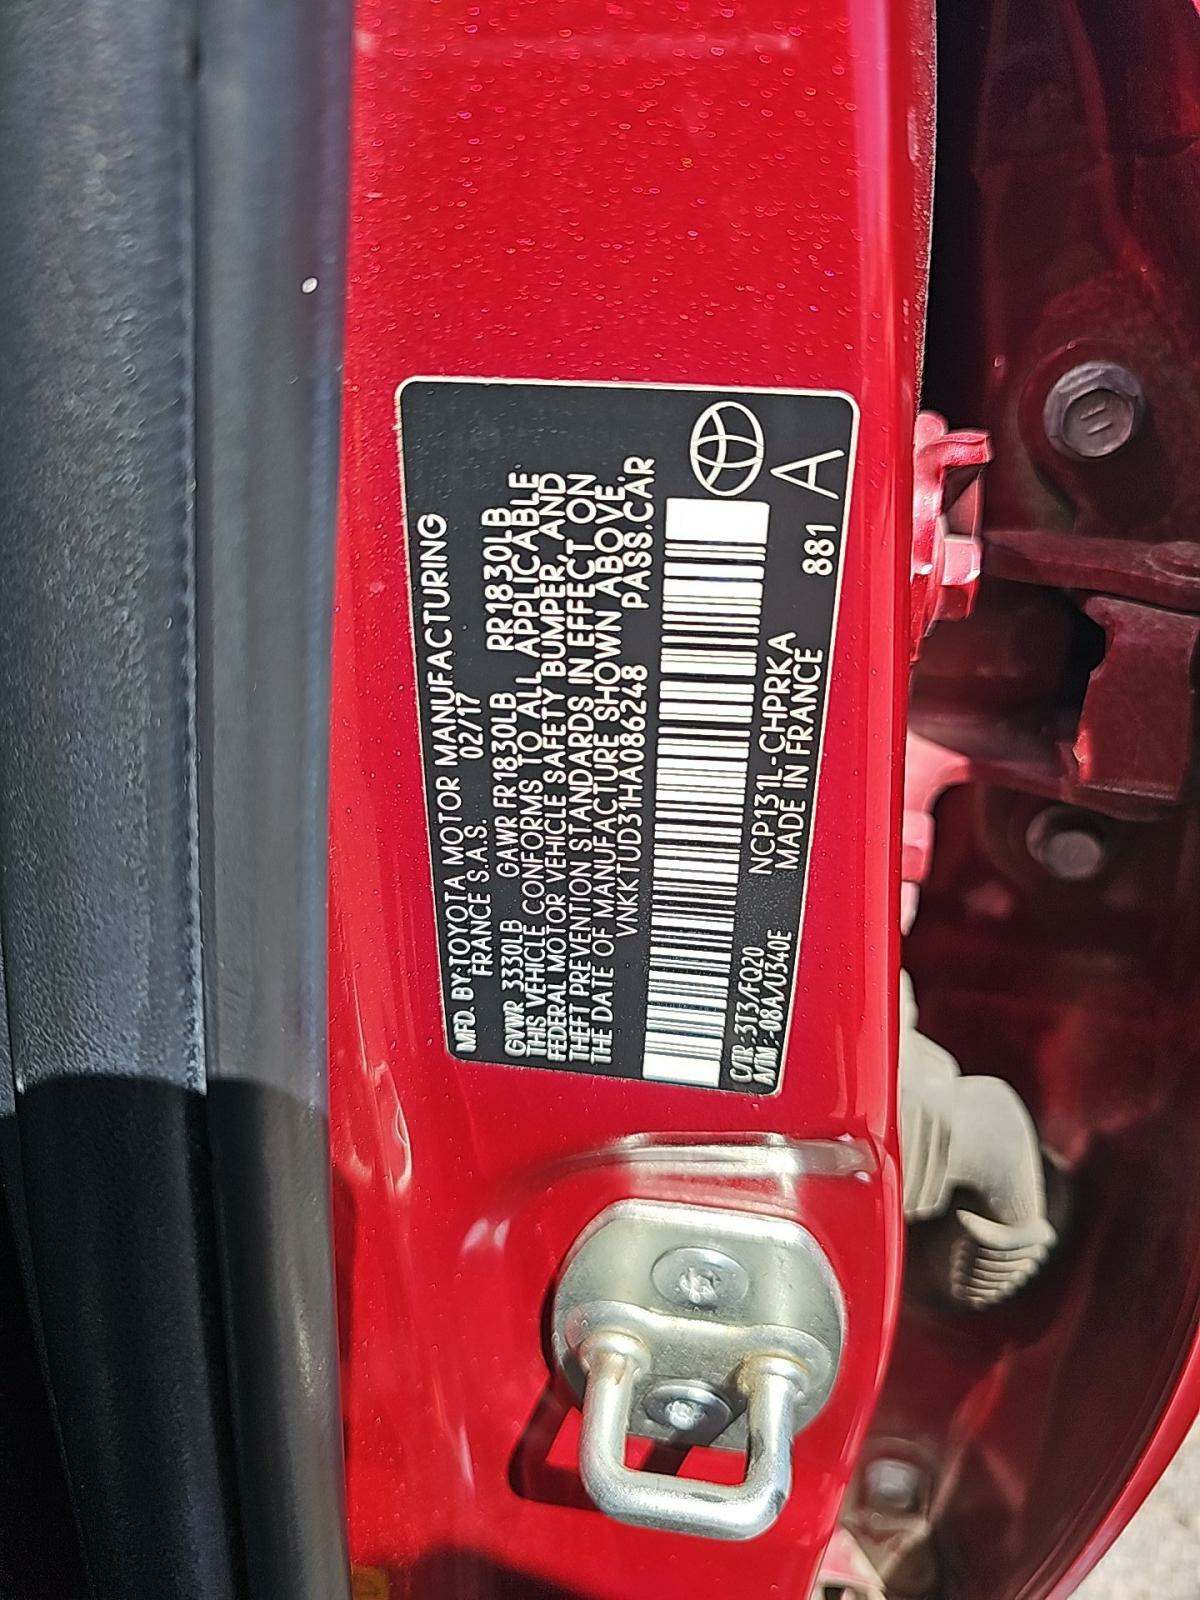 MFD. BY:TOYOTA MOTOR MANUFACTURING
FRANCE S.A.S. 02/17
GVWR 3330LB GAWR FR1830LB RR1830LB
THIS VEHICLE CONFORMS TO ALL APPLICABLE
FEDERAL MOTOR VEHICLE SAFETY BUMPER, AND
THEFT PREVENTION STANDARDS IN EFFECT ON
THE DATE OF MANUFACTURE SHOWN ABOVE.
VNKKTUD31HA086248 PASS.CAR
C/TR:3T3/FQ20 NCP131L-CHPRKA 881 A
A/TM:-08A/U340E MADE IN FRANCE